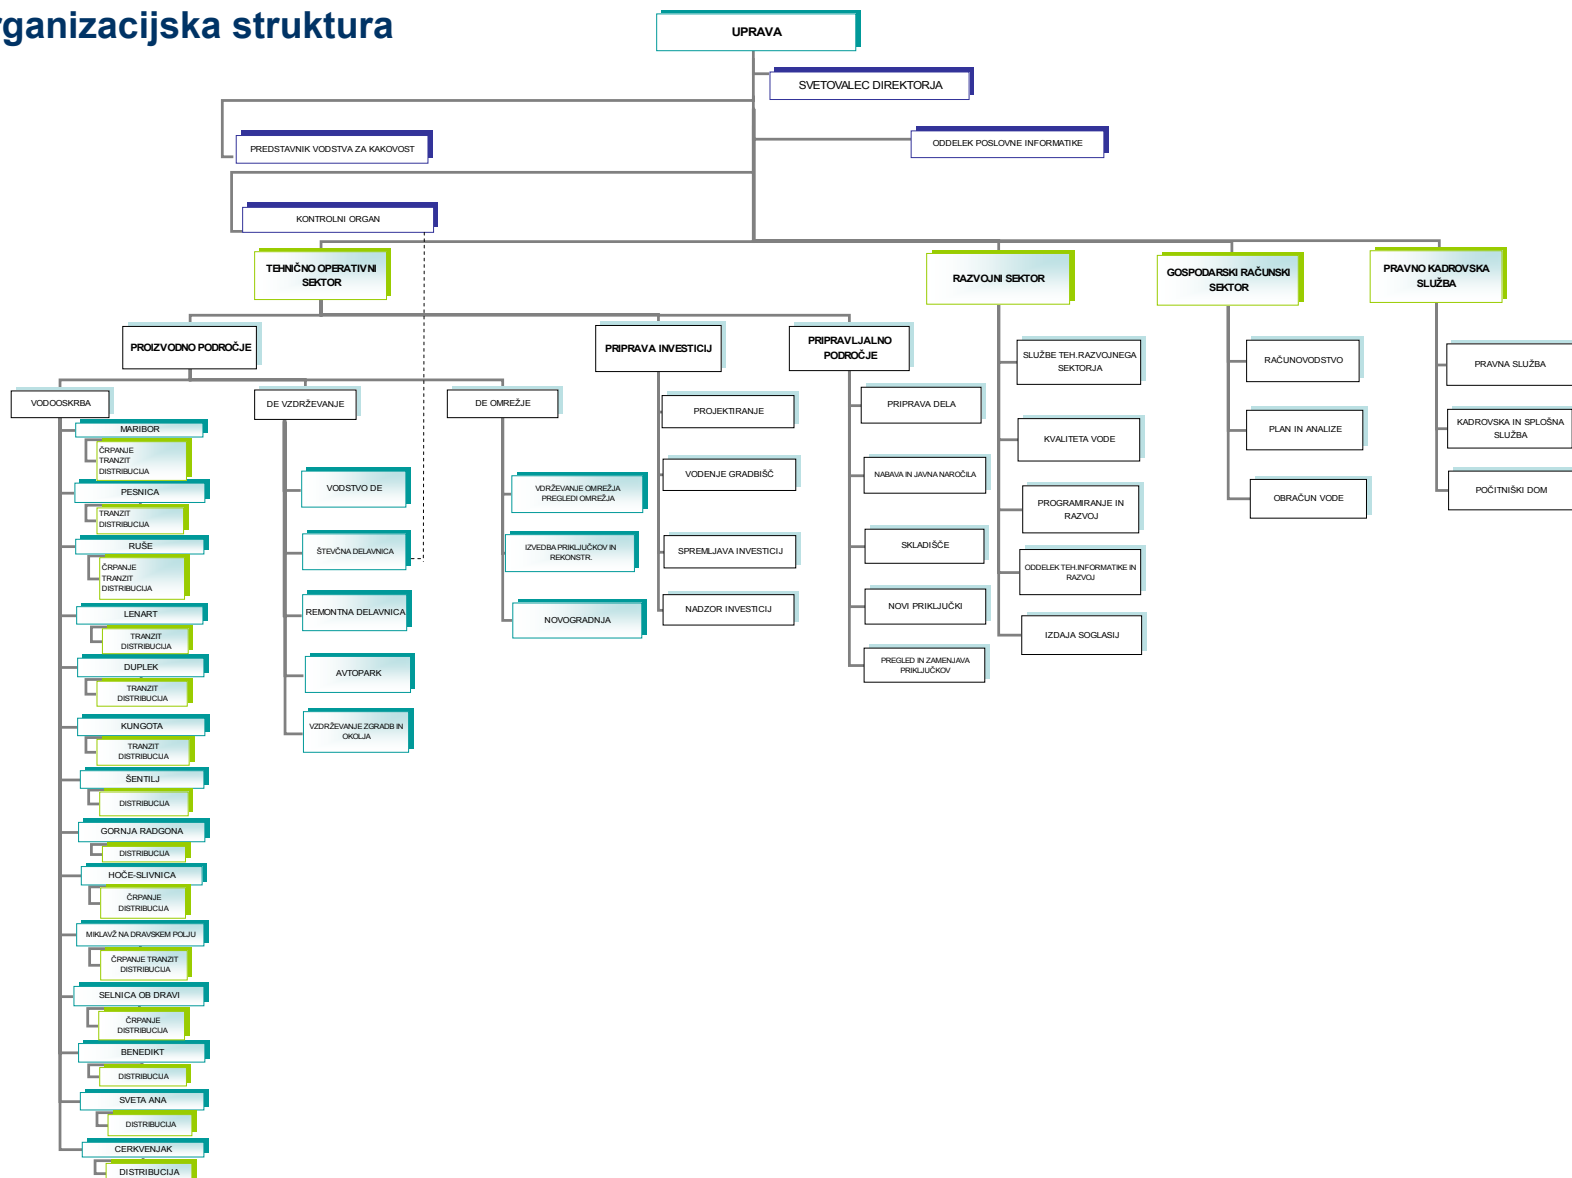 rganizacijska struktura
UPRAVA
SVETOVALEC DIREKTORJA
PREDSTAVNIK VODSTVA ZA KAKOVOST
ODDELEK POSLOVNE INFORMATIKE
KONTROLNI ORGAN
TEHNIČNO OPERATIVNI
SEKTOR
RAZVOJNI SEKTOR
GOSPODARSKI RAČUNSKI
SEKTOR
PRAVNO KADROVSKA
SLUŽBA
PROIZVODNO PODROČJE
PRIPRAVA INVESTICIJ
PRIPRAVLJALNO
PODROČJE
VODOOSKRBA
DE VZDRŽEVANJE
DE OMREŽJE
MARIBOR
ČRPANJE
TRANZIT
DISTRIBUCIJA
PESNICA
TRANZIT
DISTRIBUCIJA
RUŠE
ČRPANJE
TRANZIT
DISTRIBUCIJA
LENART
TRANZIT
DISTRIBUCIJA
DUPLEK
TRANZIT
DISTRIBUCIJA
KUNGOTA
TRANZIT
DISTRIBUCIJA
ŠENTILJ
DISTRIBUCIJA
GORNJA RADGONA
DISTRIBUCIJA
HOČE-SLIVNICA
ČRPANJE
DISTRIBUCIJA
MIKLAVŽ NA DRAVSKEM POLJU
ČRPANJE TRANZIT
DISTRIBUCIJA
SELNICA OB DRAVI
ČRPANJE
DISTRIBUCIJA
BENEDIKT
DISTRIBUCIJA
SVETA ANA
DISTRIBUCIJA
CERKVENJAK
DISTRIBUCIJA
VODSTVO DE
ŠTEVČNA DELAVNICA
REMONTNA DELAVNICA
AVTOPARK
VZDRŽEVANJE ZGRADB IN
OKOLJA
VDRŽEVANJE OMREŽJA
PREGLEDI OMREŽJA
IZVEDBA PRIKLJUČKOV IN
REKONSTR.
NOVOGRADNJA
PROJEKTIRANJE
VODENJE GRADBIŠČ
SPREMLJAVA INVESTICIJ
NADZOR INVESTICIJ
PRIPRAVA DELA
NABAVA IN JAVNA NAROČILA
SKLADIŠČE
NOVI PRIKLJUČKI
PREGLED IN ZAMENJAVA
PRIKLJUČKOV
SLUŽBE TEH.RAZVOJNEGA
SEKTORJA
KVALITETA VODE
PROGRAMIRANJE IN
RAZVOJ
ODDELEK TEH.INFORMATIKE IN
RAZVOJ
IZDAJA SOGLASIJ
RAČUNOVODSTVO
PLAN IN ANALIZE
OBRAČUN VODE
PRAVNA SLUŽBA
KADROVSKA IN SPLOŠNA
SLUŽBA
POČITNIŠKI DOM